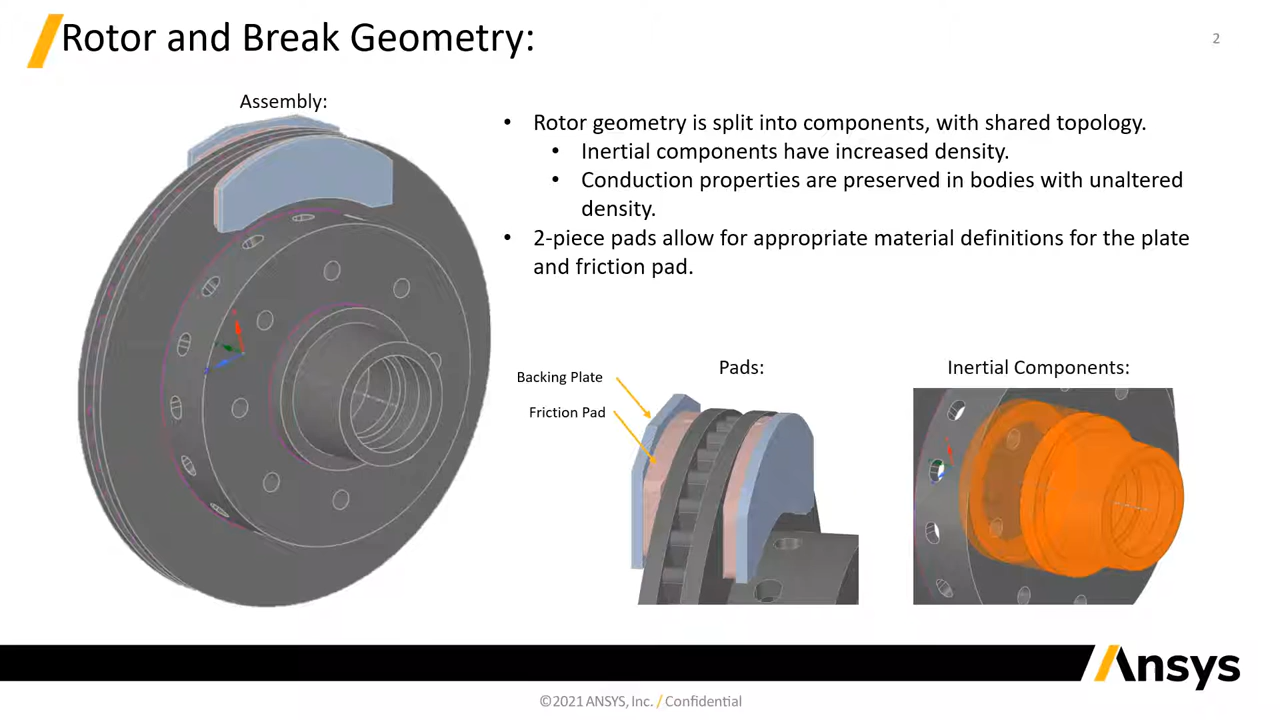 Rotor and Break Geometry:
2
Assembly:
• Rotor geometry is split into components, with shared topology.
• Inertial components have increased density.
• Conduction properties are preserved in bodies with unaltered
density.
• 2-piece pads allow for appropriate material definitions for the plate
and friction pad.
Backing Plate
Friction Pad
Pads:
Inertial Components:
Ansys
©2021 ANSYS, Inc. / Confidential